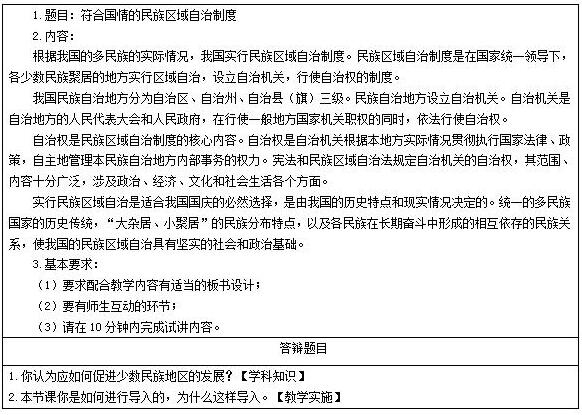 1.题目：符合国情的民族区域自治制度
2.内容：
根据我国的多民族的实际情况，我国实行民族区域自治制度。民族区域自治制度是在国家统一领导下，
各少数民族聚居的地方实行区域自治，设立自治机关，行使自治权的制度。
我国民族自治地方分为自治区、自治州、自治县（旗）三级。民族自治地方设立自治机关。自治机关是
自治地方的人民代表大会和人民政府，在行使一般地方国家机关职权的同时，依法行使自治权。
自治权是民族区域自治制度的核心内容。自治权是自治机关根据本地方实际情况贯彻执行国家法律、政
策，自主地管理本民族自治地方内部事务的权力。宪法和民族区域自治法规定自治机关的自治权，其范围、
内容十分广泛，涉及政治、经济、文化和社会生活各个方面。
实行民族区域自治是适合我国国庆的必然选择，是由我国的历史特点和现实情况决定的。统一的多民族
国家的历史传统，“大杂居、小聚居”的民族分布特点，以及各民族在长期奋斗中形成的相互依存的民族关
系，使我国的民族区域自治具有坚实的社会和政治基础。
3.基本要求：
（1）要求配合教学内容有适当的板书设计；
（2）要有师生互动的环节；
（3）请在10分钟内完成试讲内容。
答辩题目
1.你认为应如何促进少数民族地区的发展？【学科知识】
2.本节课你是如何进行导入的，为什么这样导入。【教学实施】